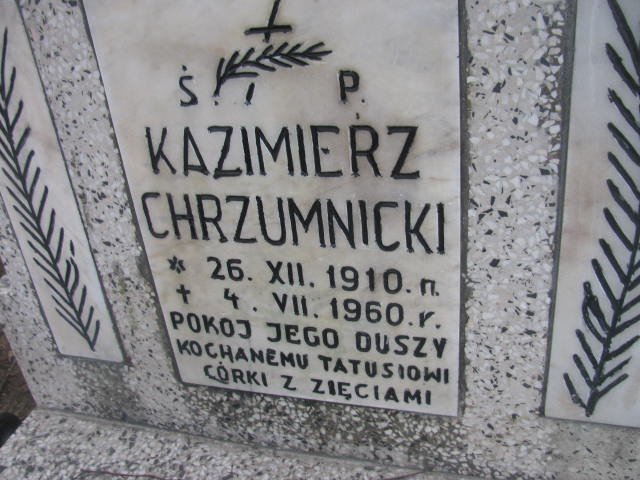 Ś. P.
KAZIMIERZ
CHRZUMNICKI
* 26. XII. 1910. r.
+ 4. VII. 1960. r.
POKÓJ JEGO DUSZY
KOCHANEMU TATUSIOWI
CÓRKI Z ZIĘCIAMI